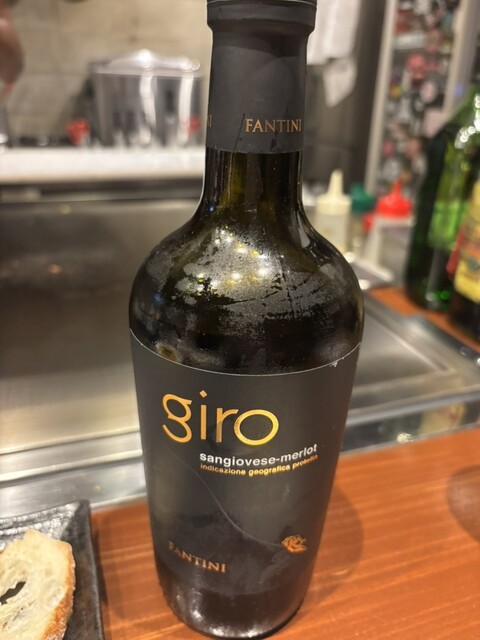 FANTINI
giro
sangiovese-merlot
indicazione geografica protetta
FANTINI